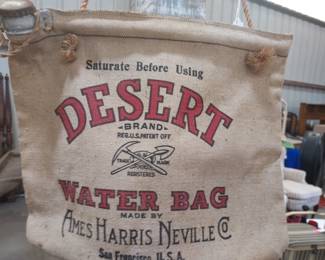 Saturate Before Using
DESERT
-BRAND-
REG.U.S.PATENT OFF
TRADE MARK
REGISTERED
WATER BAG
MADE BY
AMES HARRIS NEVILLE CO
San Francisco, U.S.A.